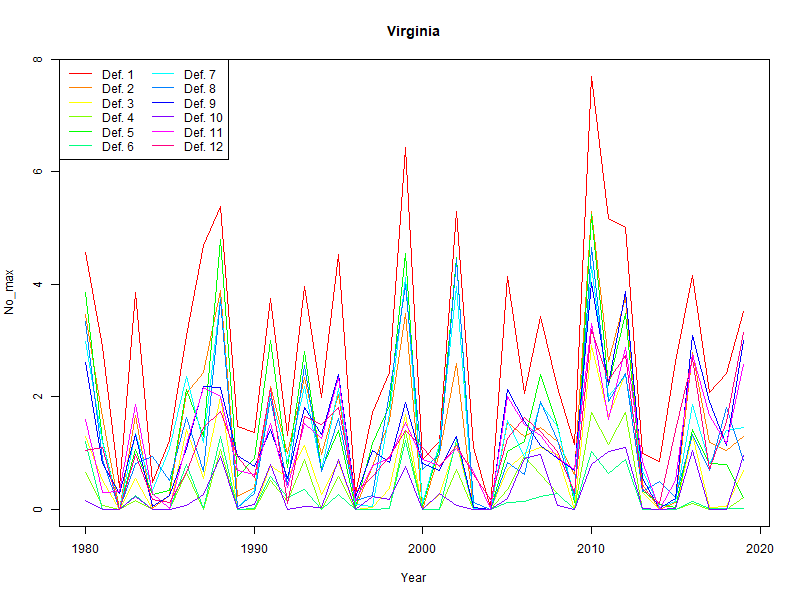 Virginia
No_max
8
6
4
2
0
Def. 1 Def. 7
Def. 2 Def. 8
Def. 3 Def. 9
Def. 4 Def. 10
Def. 5 Def. 11
Def. 6 Def. 12
1980 1990 2000 2010 2020
Year